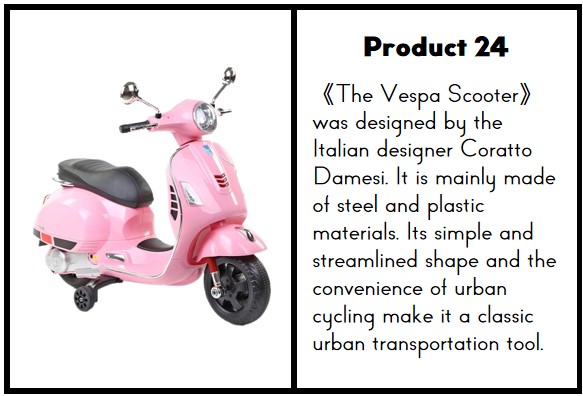 Product 24
《The Vespa Scooter》
was designed by the
Italian designer Coratto
Damesi. It is mainly made
of steel and plastic
materials. Its simple and
streamlined shape and the
convenience of urban
cycling make it a classic
urban transportation tool.